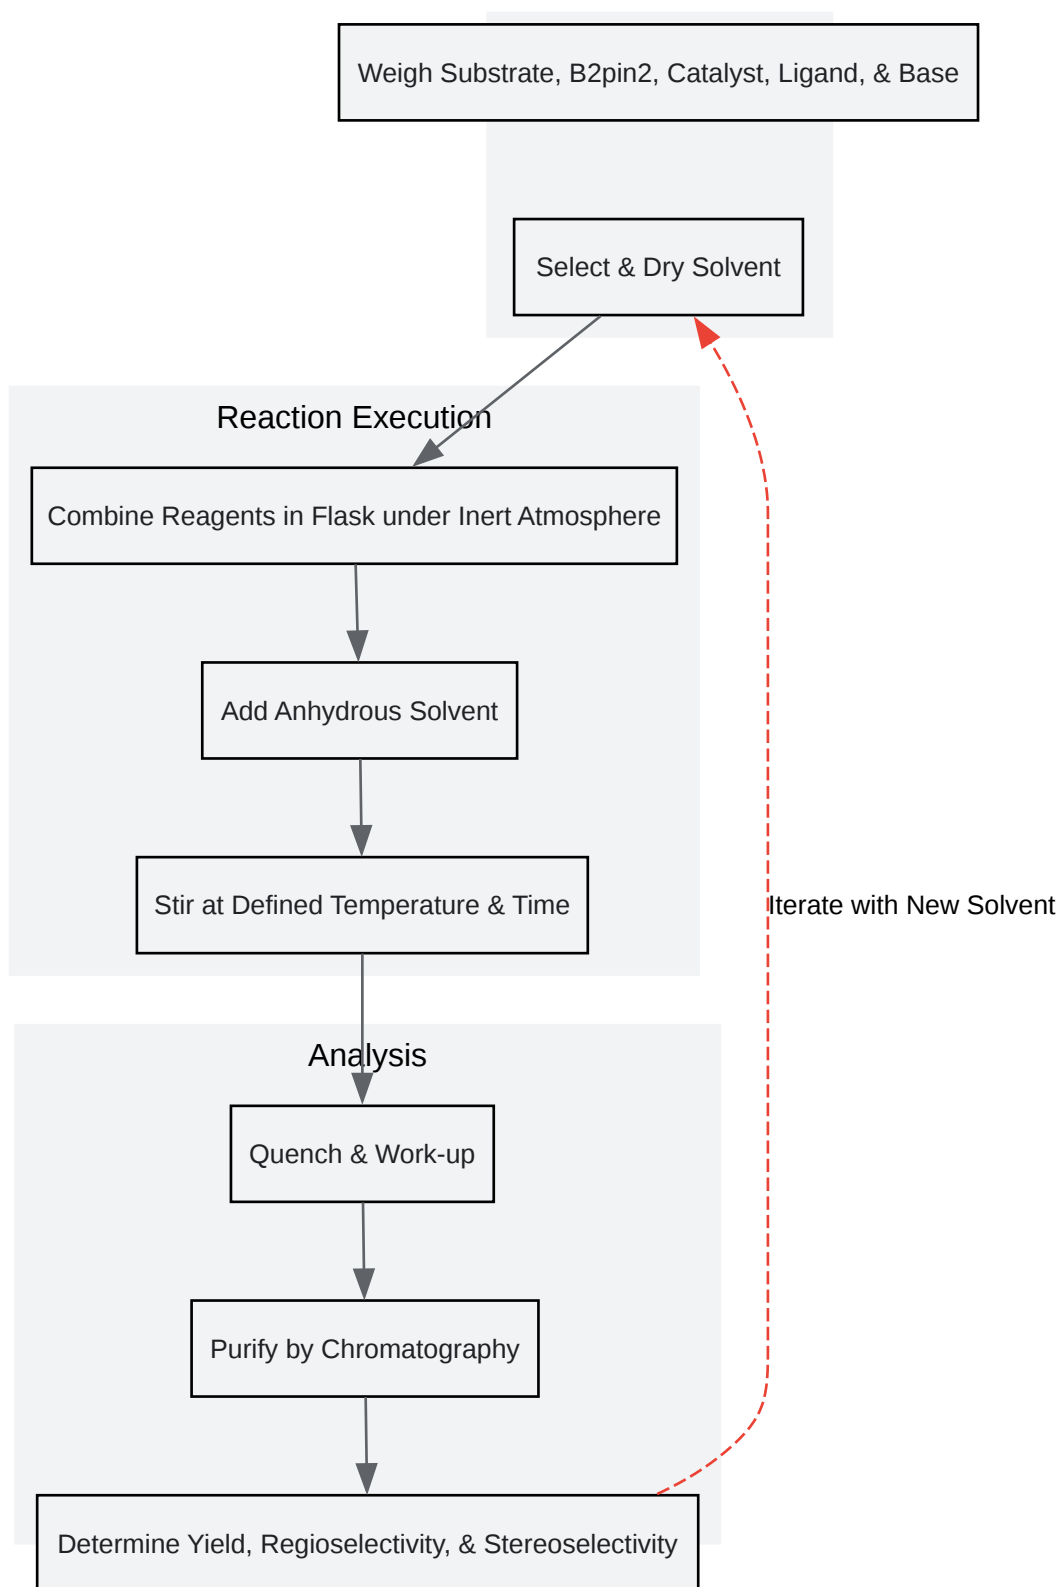 Weigh Substrate, B2pin2, Catalyst, Ligand, & Base
Select & Dry Solvent
Reaction Execution
Combine Reagents in Flask under Inert Atmosphere
Add Anhydrous Solvent
Stir at Defined Temperature & Time
Iterate with New Solvent
Analysis
Quench & Work-up
Purify by Chromatography
Determine Yield, Regioselectivity, & Stereoselectivity